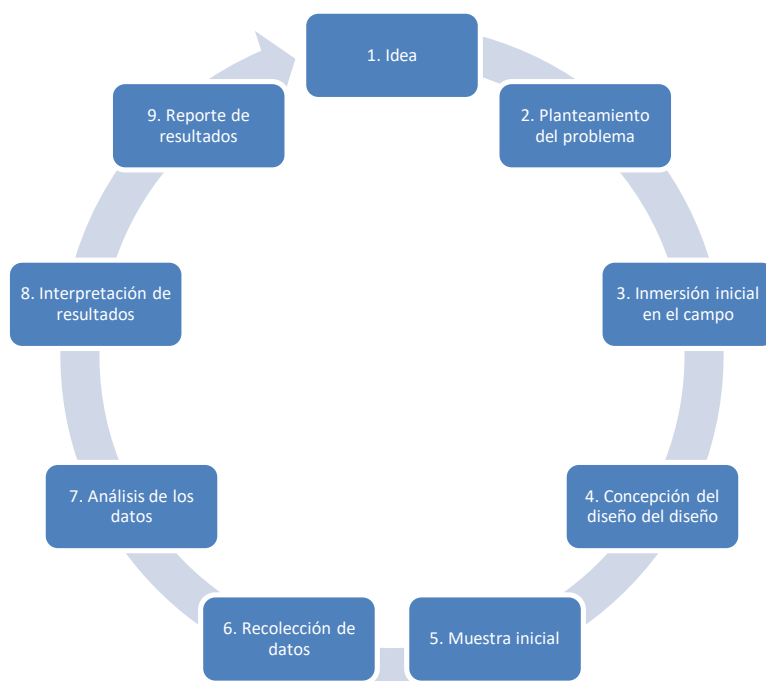 1. Idea
2. Planteamiento
del problema
3. Inmersión inicial
en el campo
4. Concepción del
diseño del diseño
5. Muestra inicial
6. Recolección de
datos
7. Análisis de los
datos
8. Interpretación de
resultados
9. Reporte de
resultados